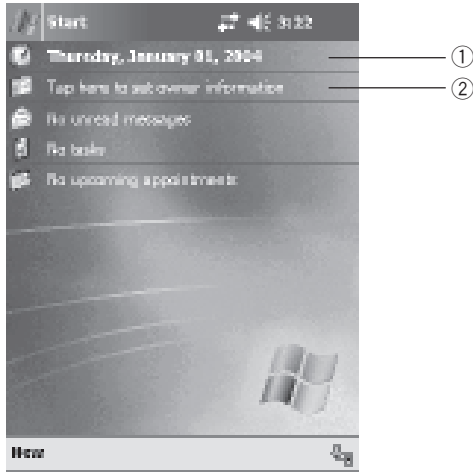 Start 3:22
Thursday, January 01, 2004 ①
Tap here to set owner information ②
No unread messages
No tasks
No upcoming appointments
New